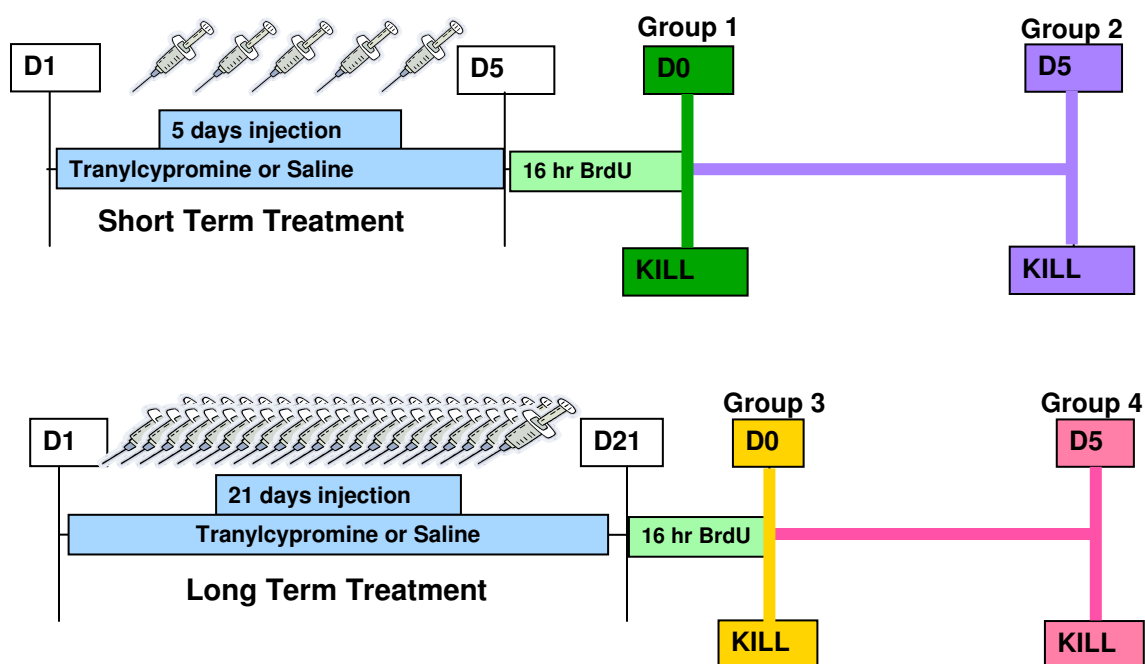 Group 1
Group 2
D1
D5
D0
D5
5 days injection
Tranylcypromine or Saline
16 hr BrdU
Short Term Treatment
KILL
KILL
Group 3
Group 4
D1
D21
D0
D5
21 days injection
Tranylcypromine or Saline
16 hr BrdU
Long Term Treatment
KILL
KILL